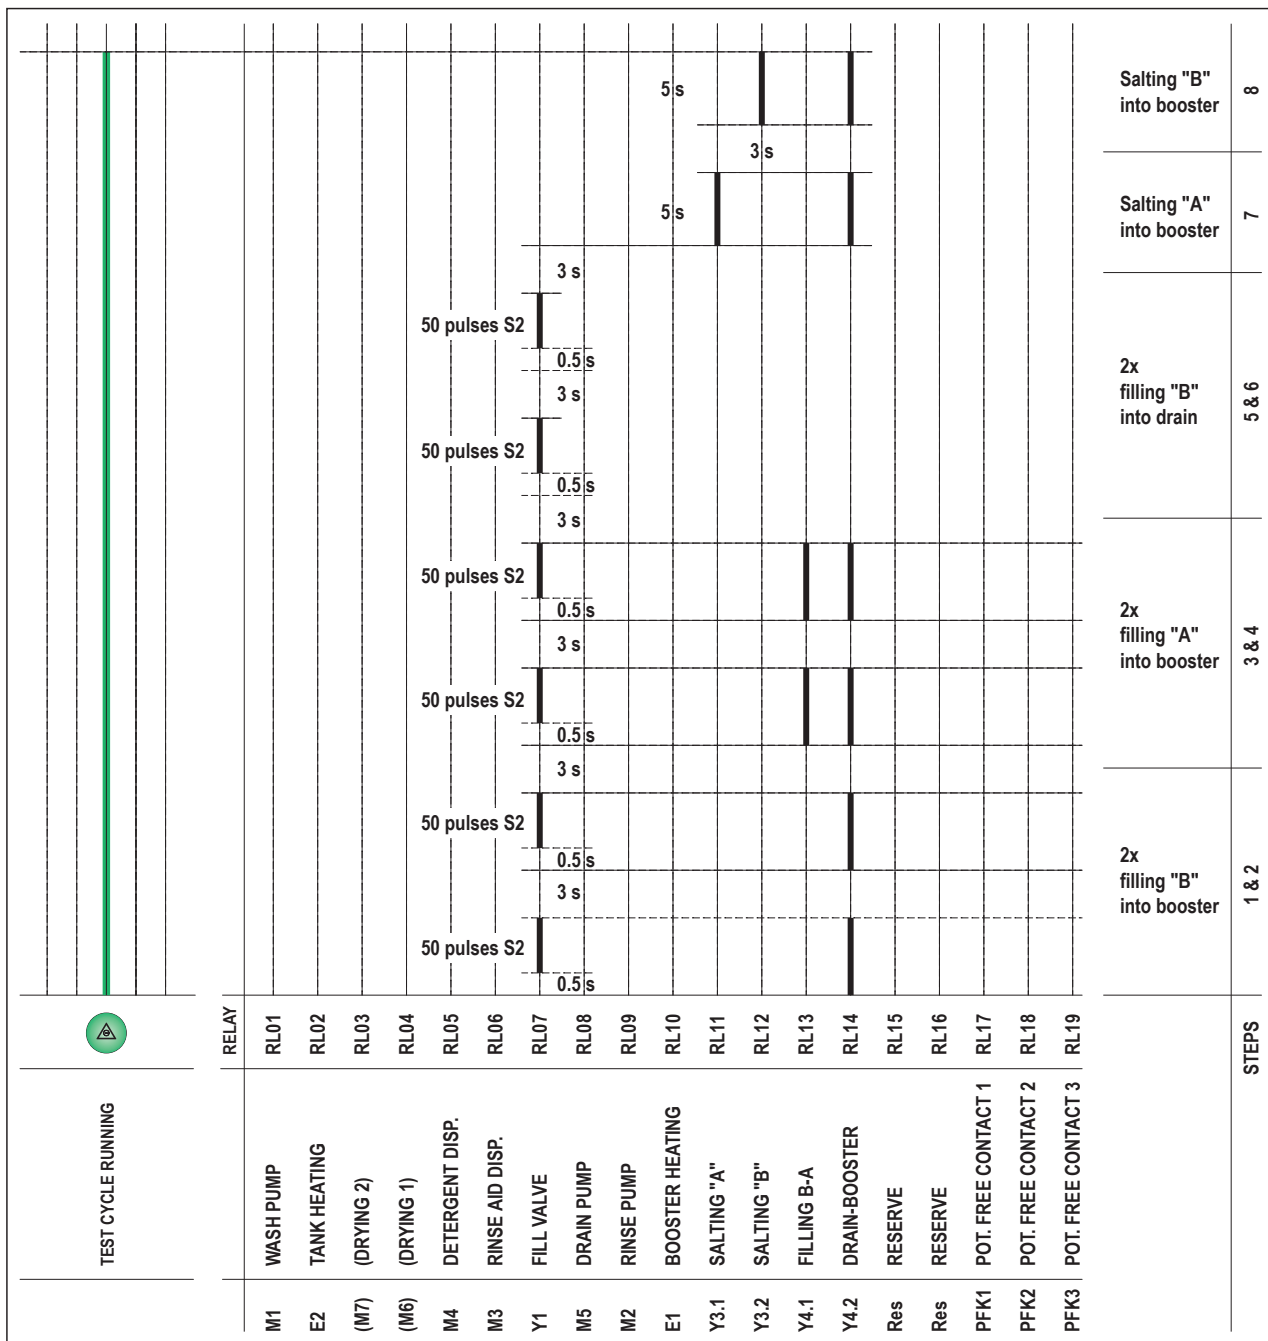 5 s
Salting "B"
into booster
8
3 s
5 s
Salting "A"
into booster
7
3 s
50 pulses S2
0.5 s
3 s
50 pulses S2
0.5 s
2x
filling "B"
into drain
5 & 6
3 s
50 pulses S2
0.5 s
3 s
50 pulses S2
0.5 s
2x
filling "A"
into booster
3 & 4
3 s
50 pulses S2
0.5 s
3 s
50 pulses S2
0.5 s
2x
filling "B"
into booster
1 & 2
TEST CYCLE RUNNING
RELAY
STEPS
RL01
WASH PUMP
M1
RL02
TANK HEATING
E2
RL03
(DRYING 2)
(M7)
RL04
(DRYING 1)
(M6)
RL05
DETERGENT DISP.
M4
RL06
RINSE AID DISP.
M3
RL07
FILL VALVE
Y1
RL08
DRAIN PUMP
M5
RL09
RINSE PUMP
M2
RL10
BOOSTER HEATING
E1
RL11
SALTING "A"
Y3.1
RL12
SALTING "B"
Y3.2
RL13
FILLING B-A
Y4.1
RL14
DRAIN-BOOSTER
Y4.2
RL15
RESERVE
Res
RL16
RESERVE
Res
RL17
POT. FREE CONTACT 1
PFK1
RL18
POT. FREE CONTACT 2
PFK2
RL19
POT. FREE CONTACT 3
PFK3